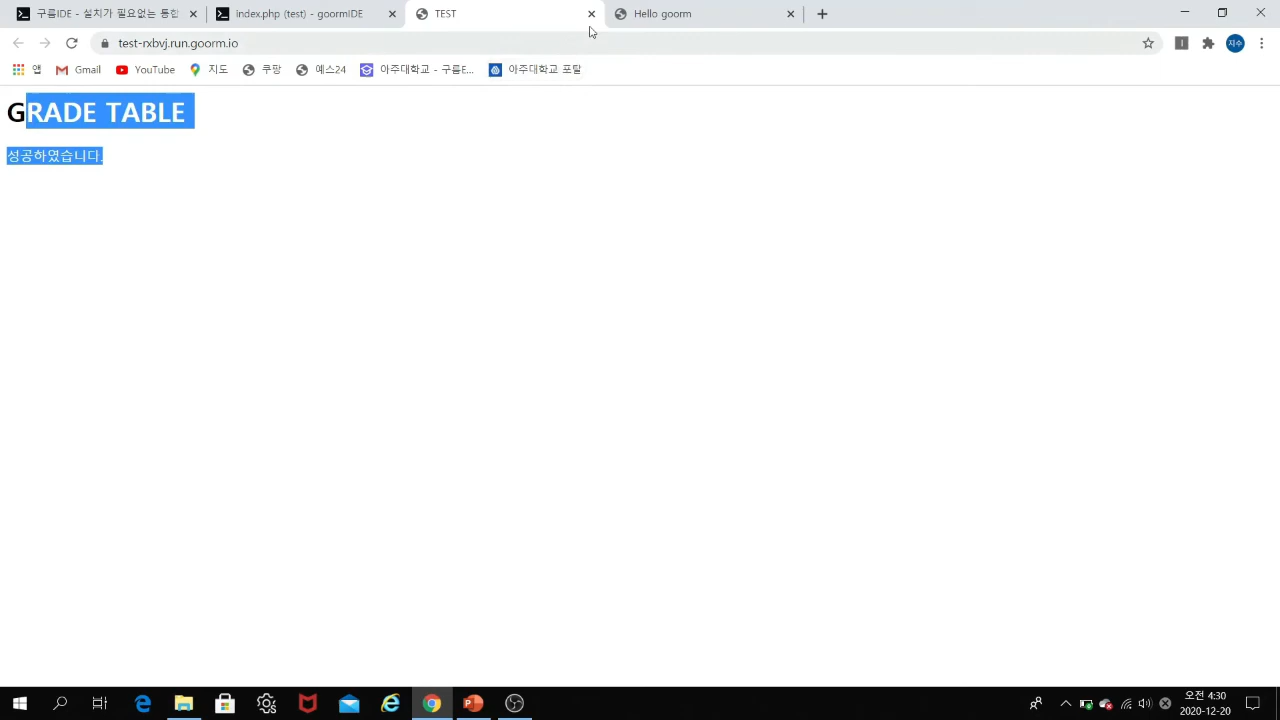 구름IDE - 설치가 필요없는 통합
index.php (test) - goormIDE
TEST
Hello goorm
test-rxbvj.run.goorm.io
지수
앱
Gmail
YouTube
지도
쿠팡
예스24
아주대학교 - 구름E...
아주대학교 포탈
GRADE TABLE
성공하였습니다.
오전 4:30
2020-12-20